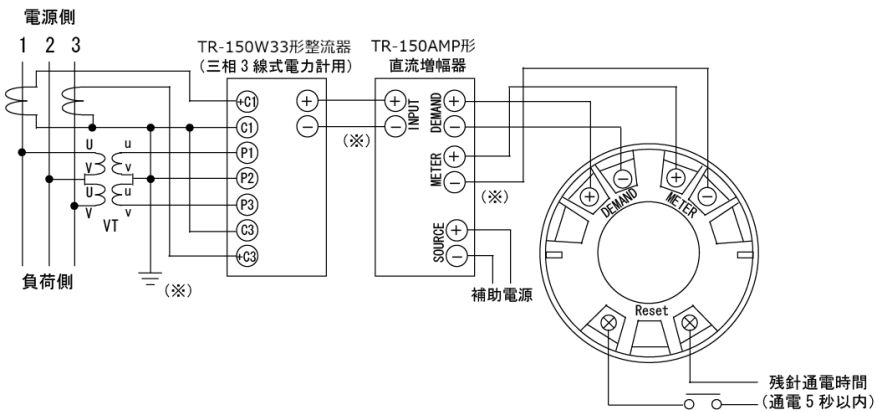 電源側
1 2 3
TR-150W33形整流器
(三相3線式電力計用)
TR-150AMP形
直流増幅器
+C1
C1
P1
P2
P3
C3
+C3
+
−
(※)
+
−
INPUT
+
−
DEMAND
+
−
METER
(※)
+
−
SOURCE
U u
V v
U u
V v
VT
負荷側
(※)
補助電源
+
−
DEMAND
+
−
METER
Reset
残針通電時間
(通電5秒以内)